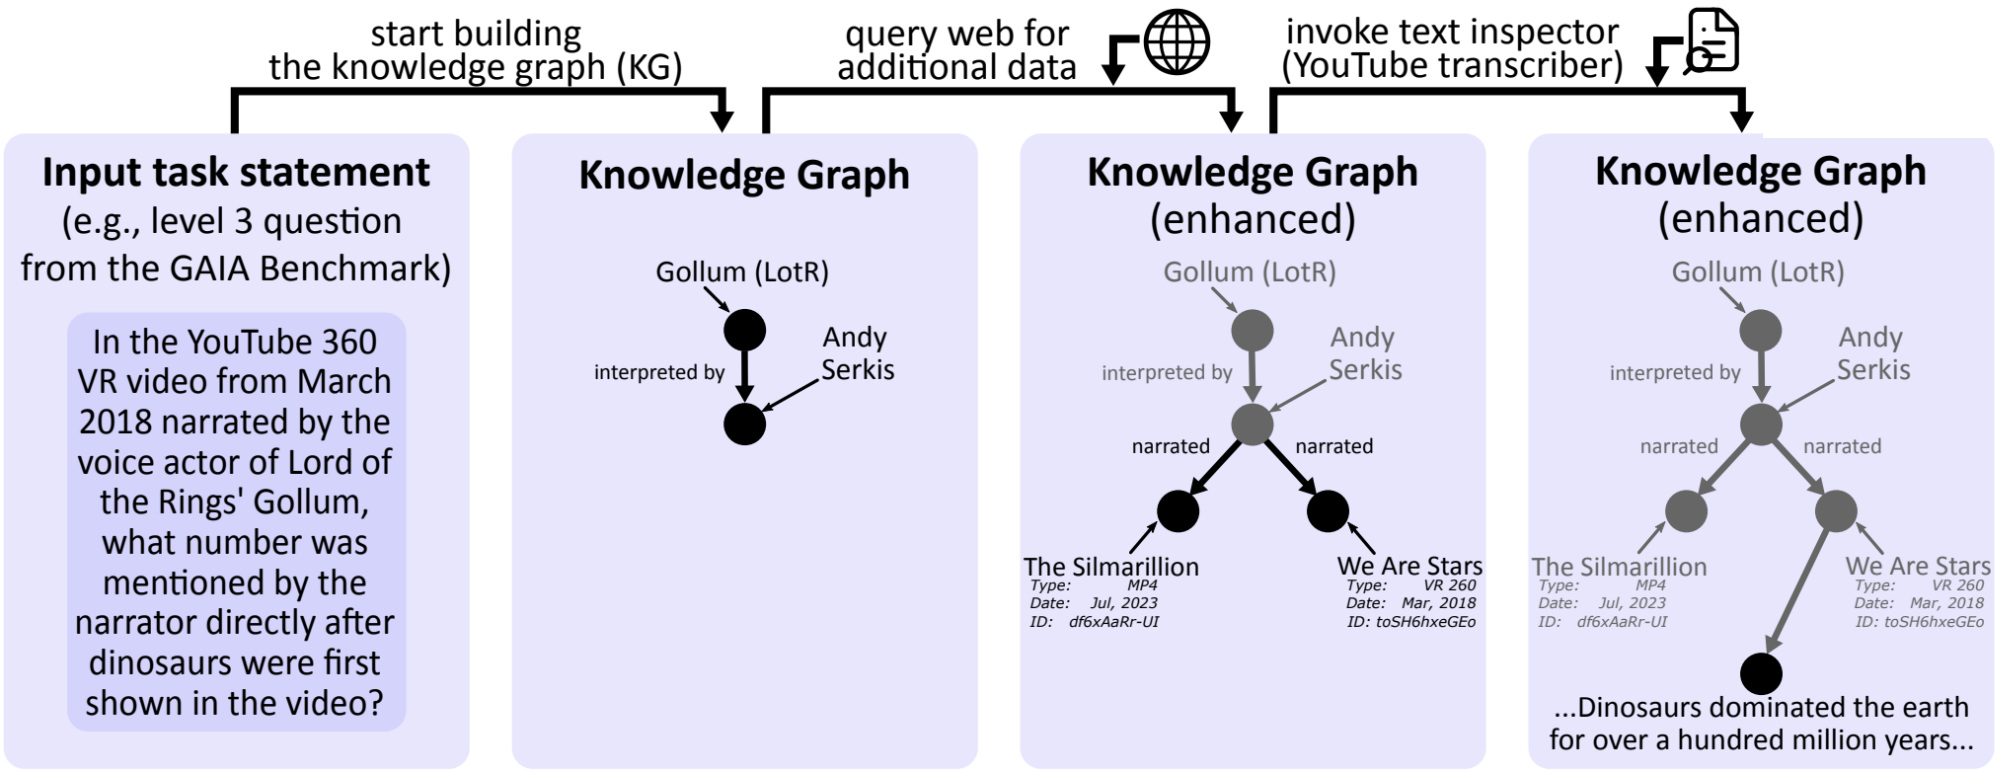 start building
the knowledge graph (KG)
query web for
additional data
invoke text inspector
(YouTube transcriber)
Input task statement
(e.g., level 3 question
from the GAIA Benchmark)
In the YouTube 360
VR video from March
2018 narrated by the
voice actor of Lord of
the Rings' Gollum,
what number was
mentioned by the
narrator directly after
dinosaurs were first
shown in the video?
Knowledge Graph
Gollum (LotR)
Andy
Serkis
interpreted by
Knowledge Graph
(enhanced)
Gollum (LotR)
Andy
Serkis
interpreted by
narrated
narrated
The Silmarillion
Type: MP4
Date: Jul, 2023
ID: df6xAaRr-UI
We Are Stars
Type: VR 260
Date: Mar, 2018
ID: toSH6hxeGEo
Knowledge Graph
(enhanced)
Gollum (LotR)
Andy
Serkis
interpreted by
narrated
narrated
The Silmarillion
Type: MP4
Date: Jul, 2023
ID: df6xAaRr-UI
We Are Stars
Type: VR 260
Date: Mar, 2018
ID: toSH6hxeGEo
...Dinosaurs dominated the earth
for over a hundred million years...